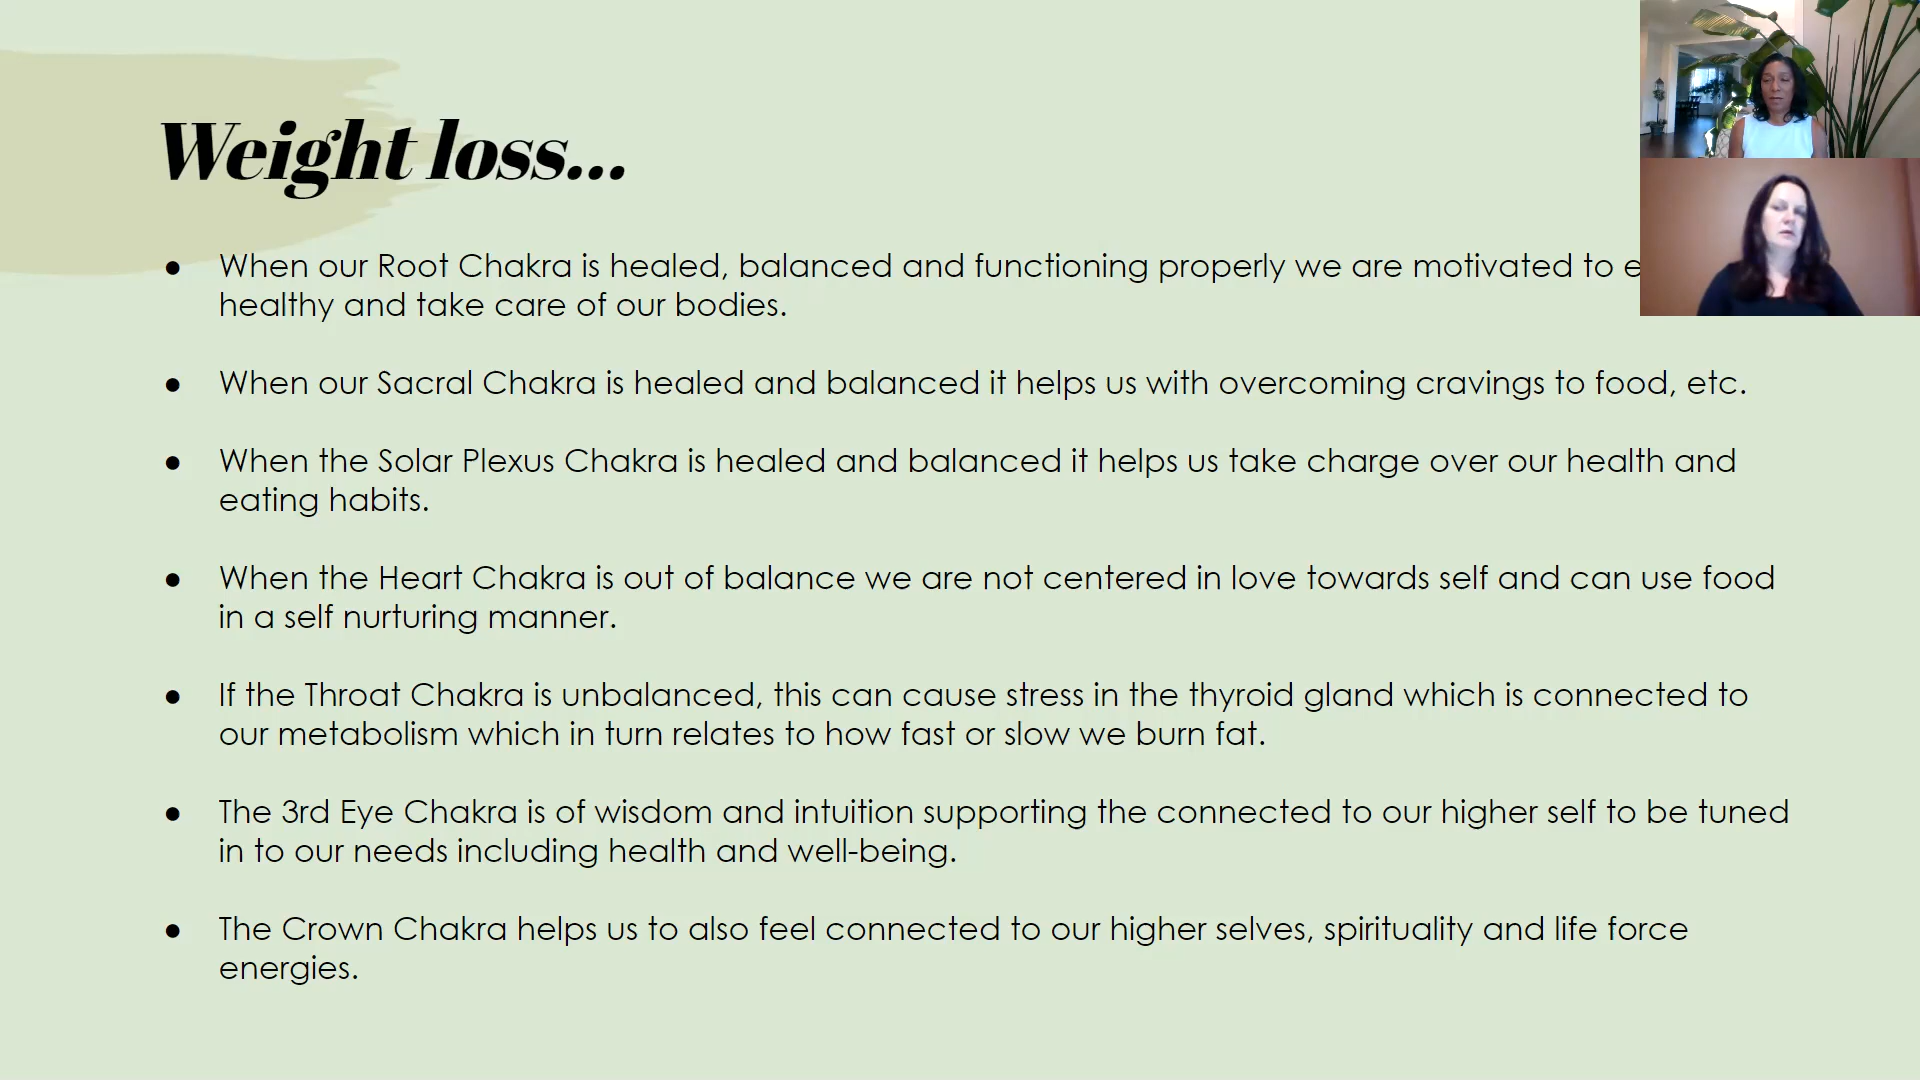 Weight loss...
● When our Root Chakra is healed, balanced and functioning properly we are motivated to
healthy and take care of our bodies.
● When our Sacral Chakra is healed and balanced it helps us with overcoming cravings to food, etc.
● When the Solar Plexus Chakra is healed and balanced it helps us take charge over our health and
eating habits.
● When the Heart Chakra is out of balance we are not centered in love towards self and can use food
in a self nurturing manner.
● If the Throat Chakra is unbalanced, this can cause stress in the thyroid gland which is connected to
our metabolism which in turn relates to how fast or slow we burn fat.
● The 3rd Eye Chakra is of wisdom and intuition supporting the connected to our higher self to be tuned
in to our needs including health and well-being.
● The Crown Chakra helps us to also feel connected to our higher selves, spirituality and life force
energies.